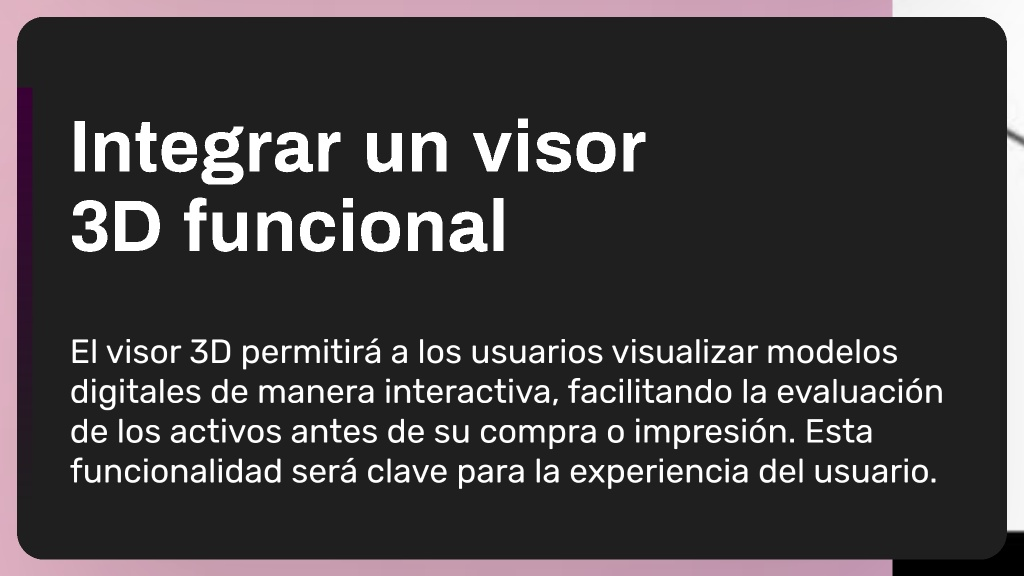 Integrar un visor
3D funcional
El visor 3D permitirá a los usuarios visualizar modelos
digitales de manera interactiva, facilitando la evaluación
de los activos antes de su compra o impresión. Esta
funcionalidad será clave para la experiencia del usuario.